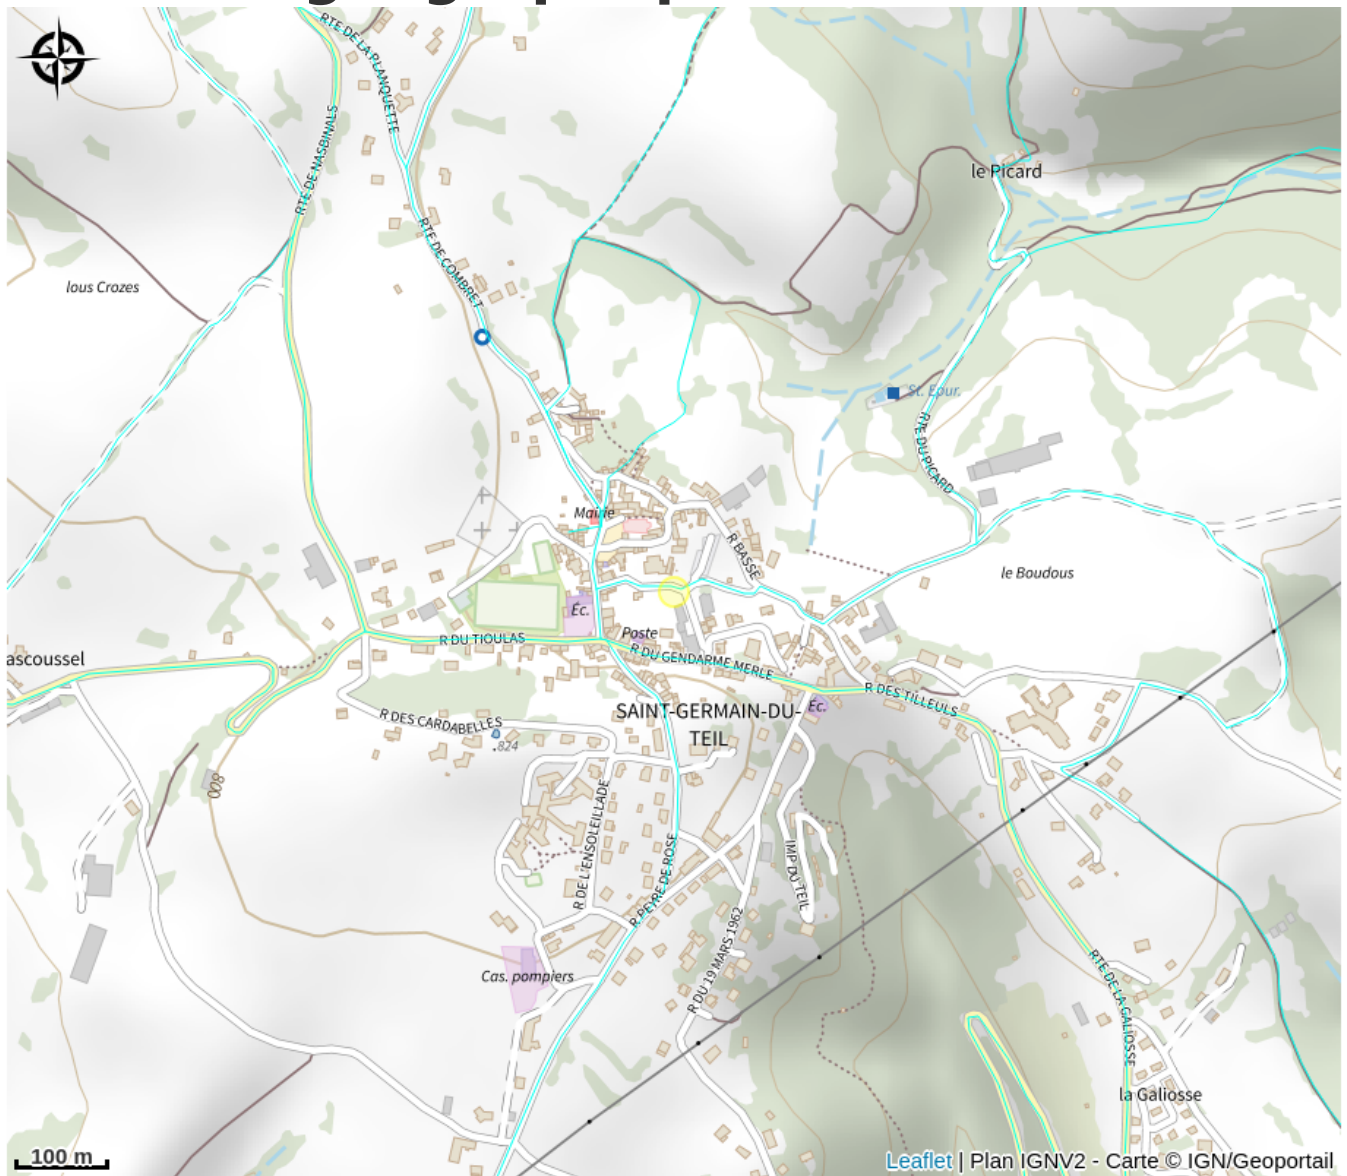 RTE DE LA PLANQUETTE
RTE DE NASBINALS
le Picard
RTE DE COMBRET
lous Crozes
St. Epur.
RTE DU PICARD
Mairie
R BASSE
le Boudous
Éc.
Poste
R DU TIOULAS
R DU GENDARME MERLE
ascoussel
R DES TILLEULS
Éc.
SAINT-GERMAIN-DU-
TEIL
R DES CARDABELLES
824
800
R DE L'ENSOLEILLADE
R PEYRE DE ROSE
IMP DU TEIL
R DU 19 MARS 1962
Cas. pompiers
RTE DE LA GALIOSSE
la Galiosse
100 m
Leaflet | Plan IGNV2 - Carte © IGN/Geoportail